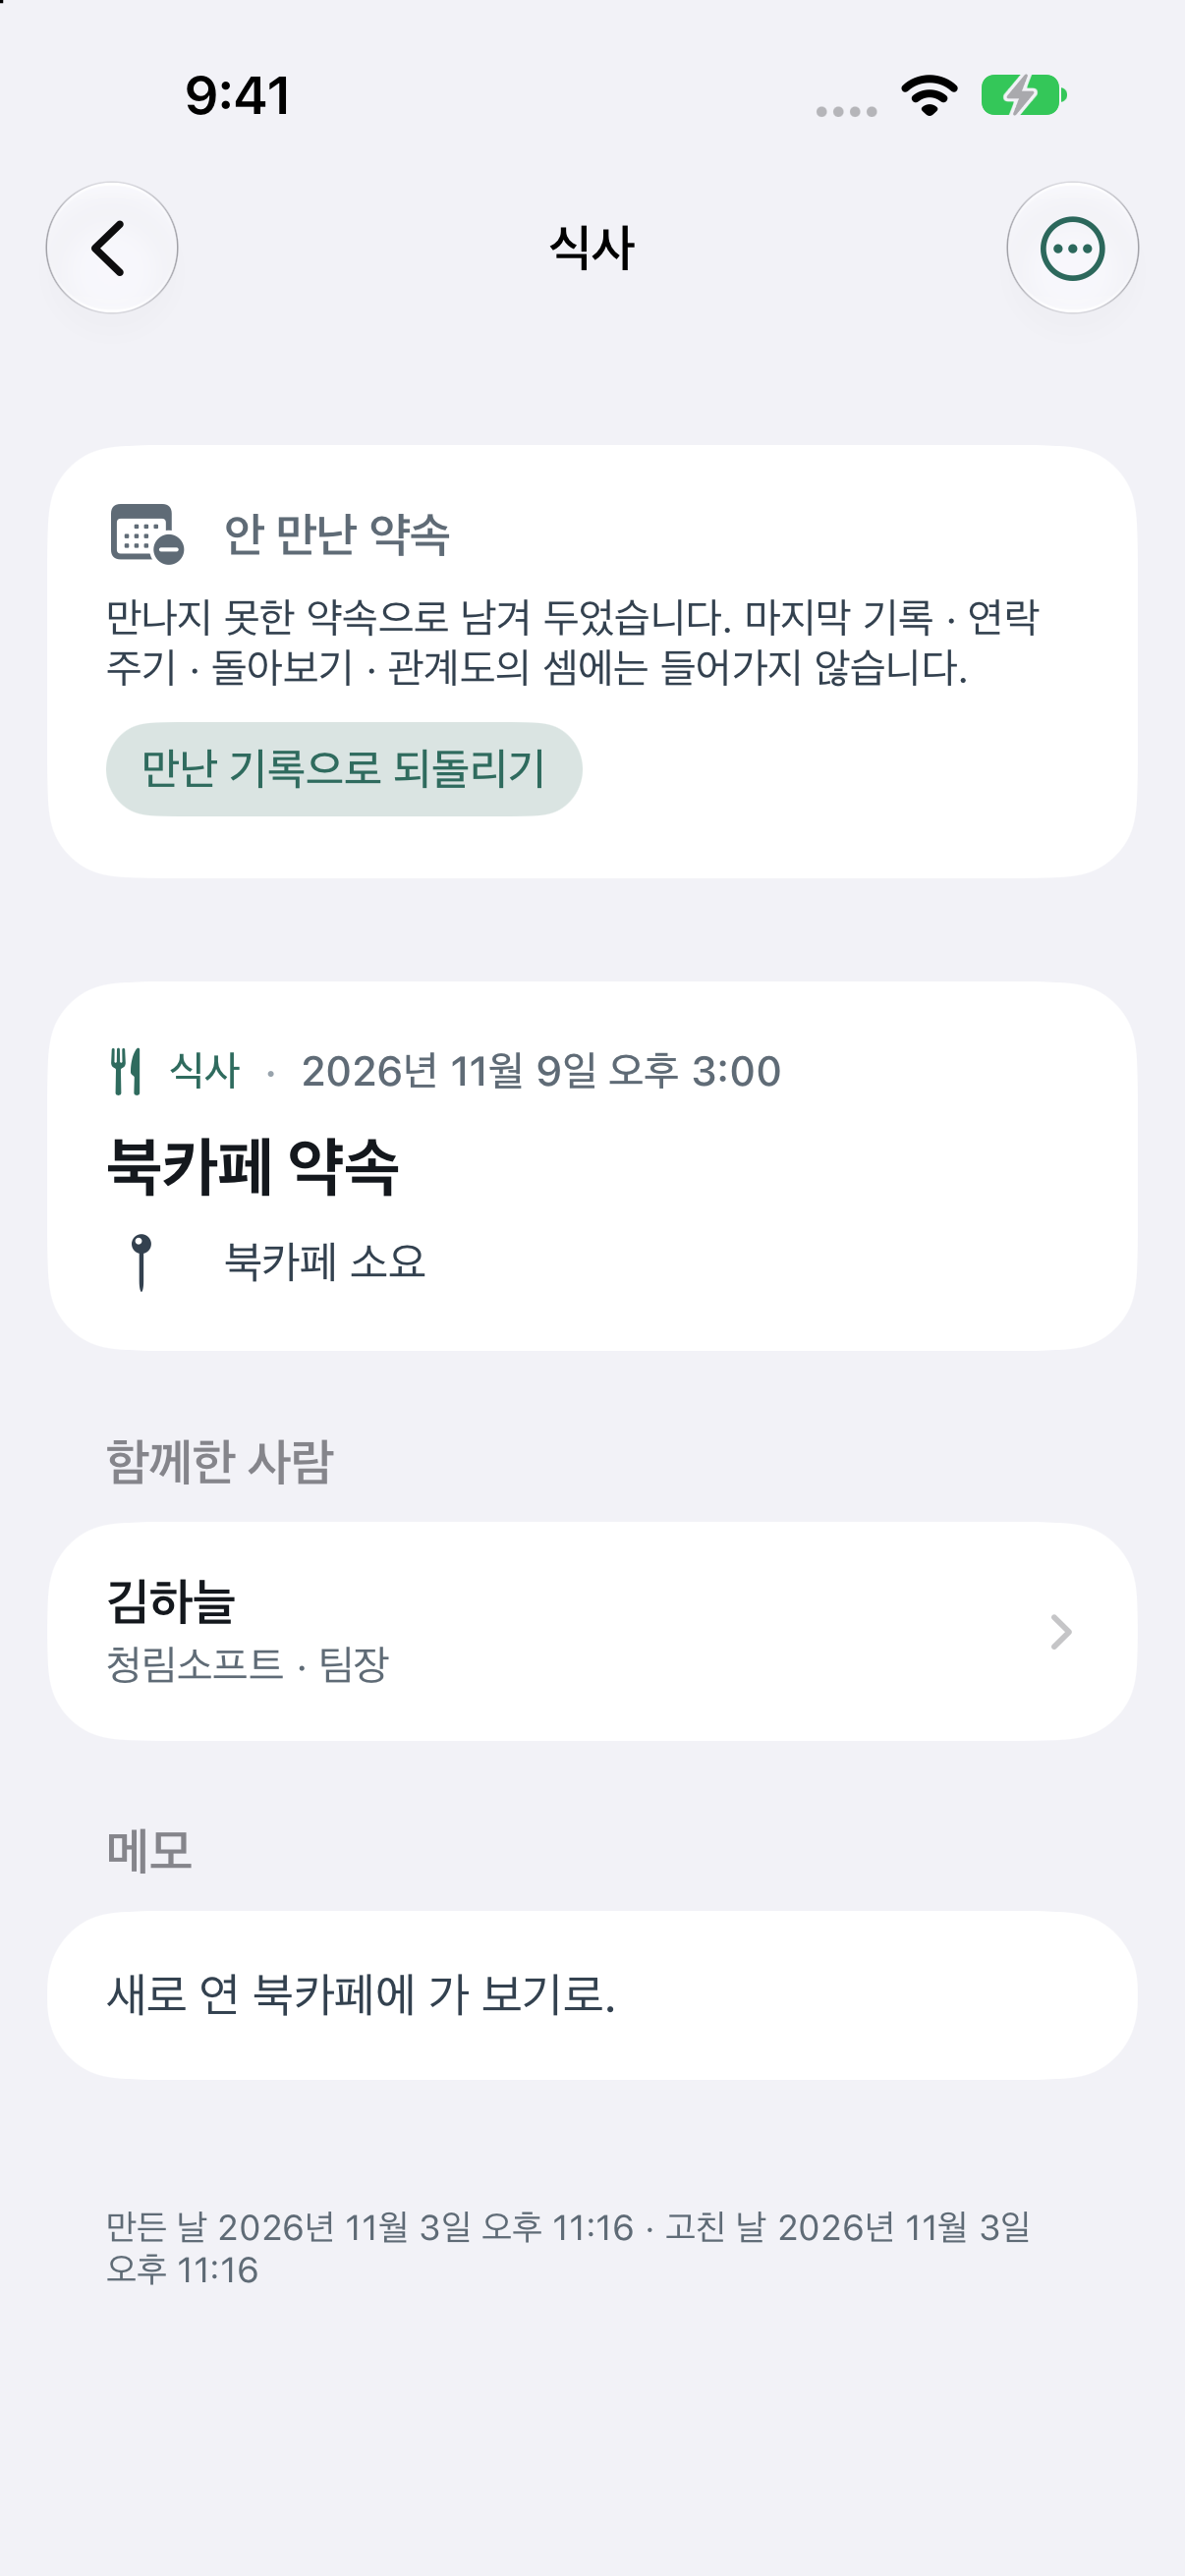 9:41
식사
안 만난 약속
만나지 못한 약속으로 남겨 두었습니다. 마지막 기록 · 연락
주기 · 돌아보기 · 관계도의 셈에는 들어가지 않습니다.
만난 기록으로 되돌리기
식사 · 2026년 11월 9일 오후 3:00
북카페 약속
북카페 소요
함께한 사람
김하늘
청림소프트 · 팀장
메모
새로 연 북카페에 가 보기로.
만든 날 2026년 11월 3일 오후 11:16 · 고친 날 2026년 11월 3일
오후 11:16